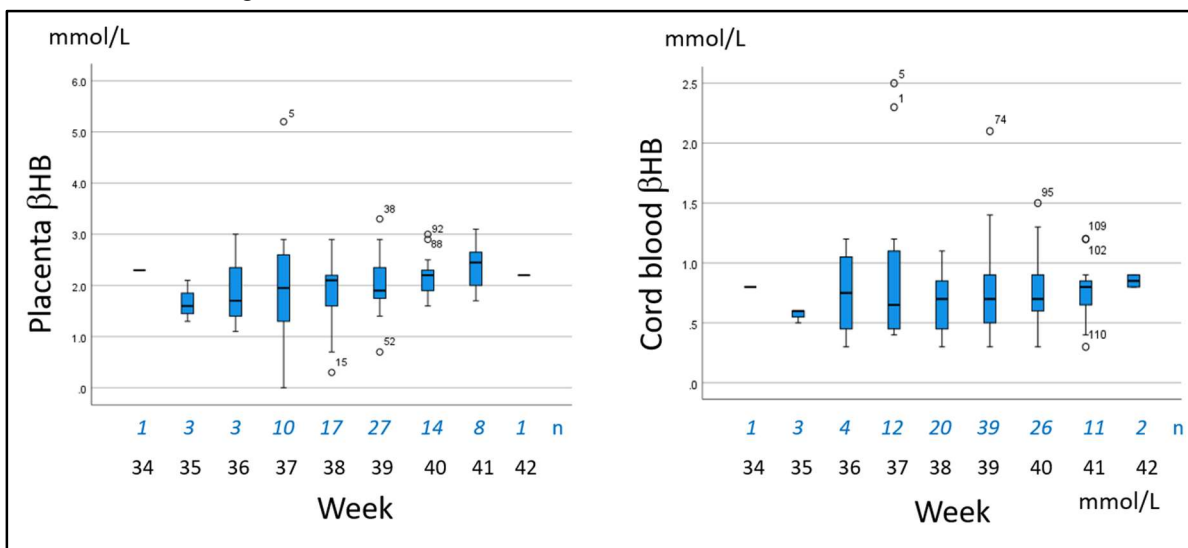 mmol/L
Placenta βHB
6.0
5.0
4.0
3.0
2.0
1.0
.0
5
15
38
52
92
88
1 3 3 10 17 27 14 8 1 n
34 35 36 37 38 39 40 41 42
Week
mmol/L
Cord blood βHB
2.5
2.0
1.5
1.0
.5
.0
5
1
74
95
109
102
110
1 3 4 12 20 39 26 11 2 n
34 35 36 37 38 39 40 41 42
Week
mmol/L